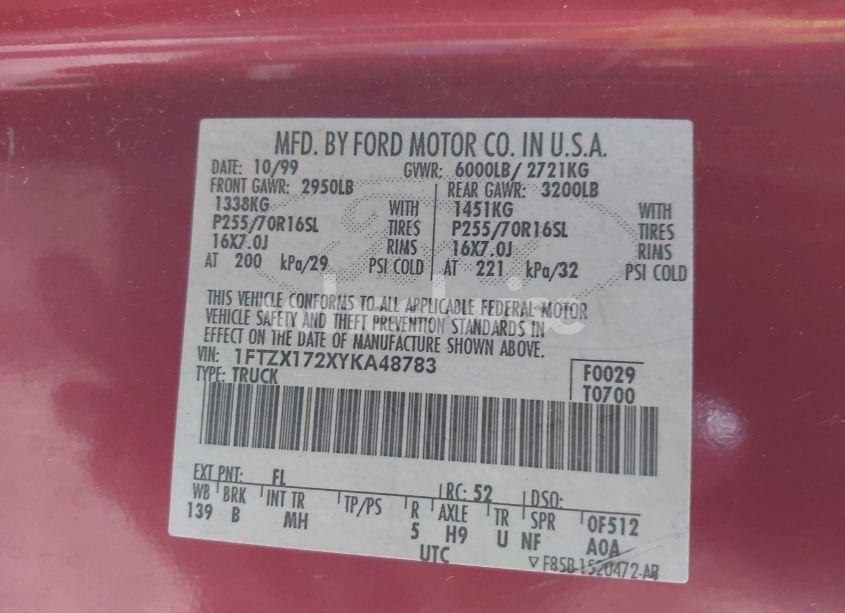 MFD. BY FORD MOTOR CO. IN U.S.A.
DATE: 10/99 GVWR: 6000LB/ 2721KG
FRONT GAWR: 2950LB REAR GAWR: 3200LB
1338KG WITH 1451KG WITH
P255/70R16SL TIRES P255/70R16SL TIRES
16X7.0J RIMS 16X7.0J RIMS
AT 200 kPa/29 PSI COLD AT 221 kPa/32 PSI COLD
THIS VEHICLE CONFORMS TO ALL APPLICABLE FEDERAL MOTOR
VEHICLE SAFETY AND THEFT PREVENTION STANDARDS IN
EFFECT ON THE DATE OF MANUFACTURE SHOWN ABOVE.
VIN: 1FTZX172XYKA48783 F0029
TYPE: TRUCK T0700
EXT PNT: FL RC: 52 DSO:
WB BRK INT TR TP/PS R AXLE TR SPR 0F512
139 B MH 5 H9 U NF A0A
UTC ▽F85B 1520472-AB